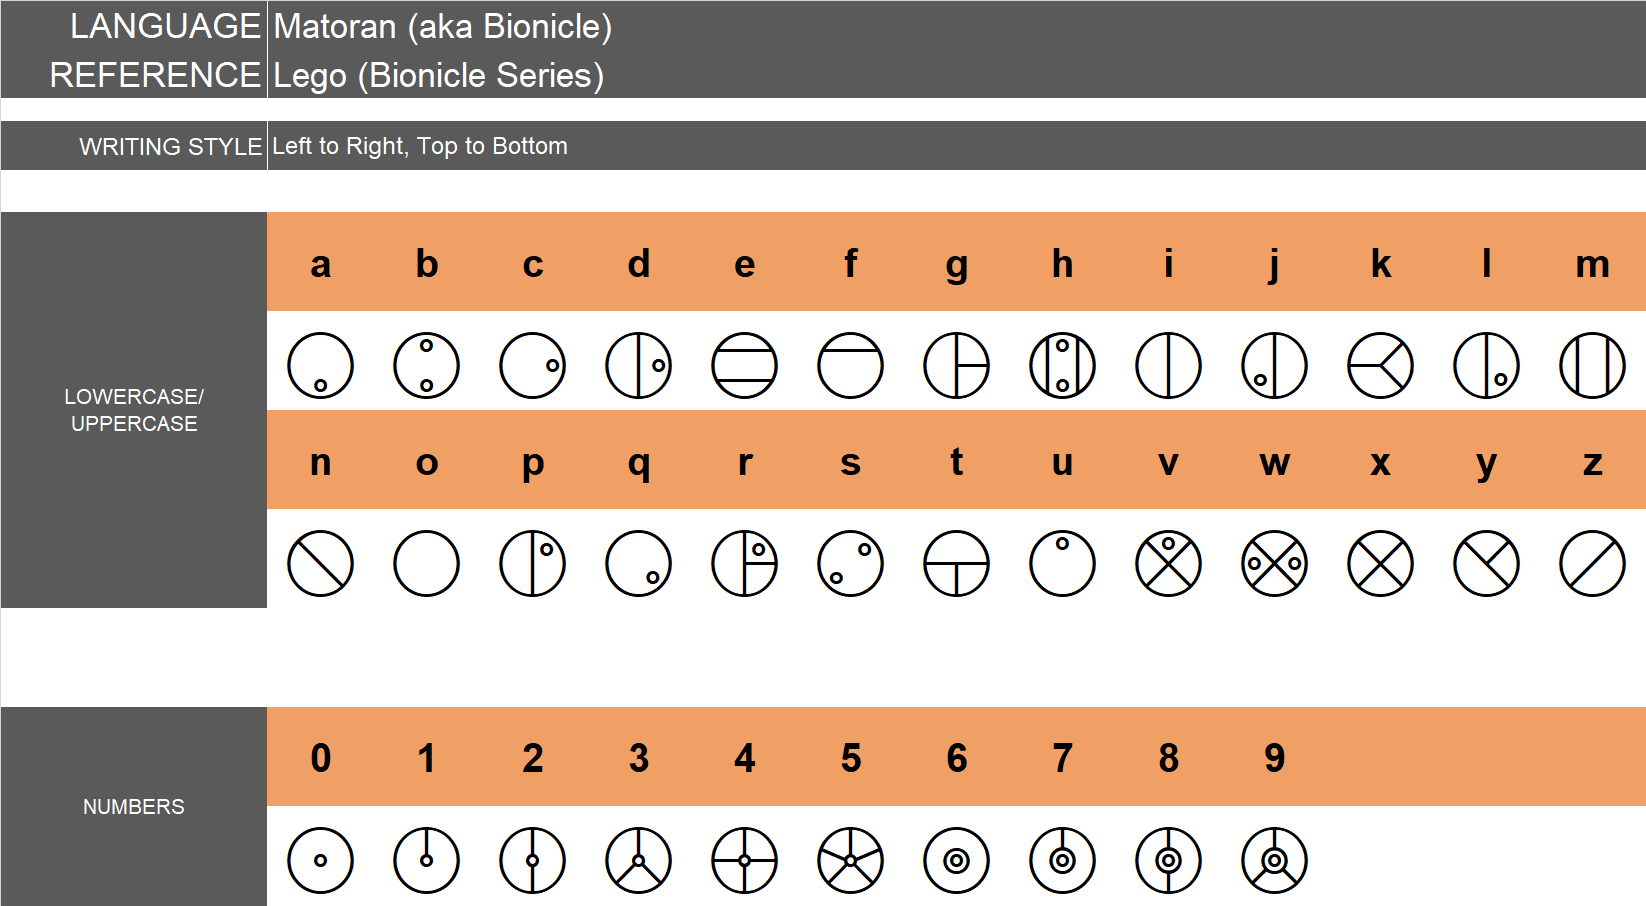 LANGUAGE Matoran (aka Bionicle)
REFERENCE Lego (Bionicle Series)
WRITING STYLE Left to Right, Top to Bottom
a b c d e f g h i j k l m
LOWERCASE/
UPPERCASE
n o p q r s t u v w x y z
0 1 2 3 4 5 6 7 8 9
NUMBERS